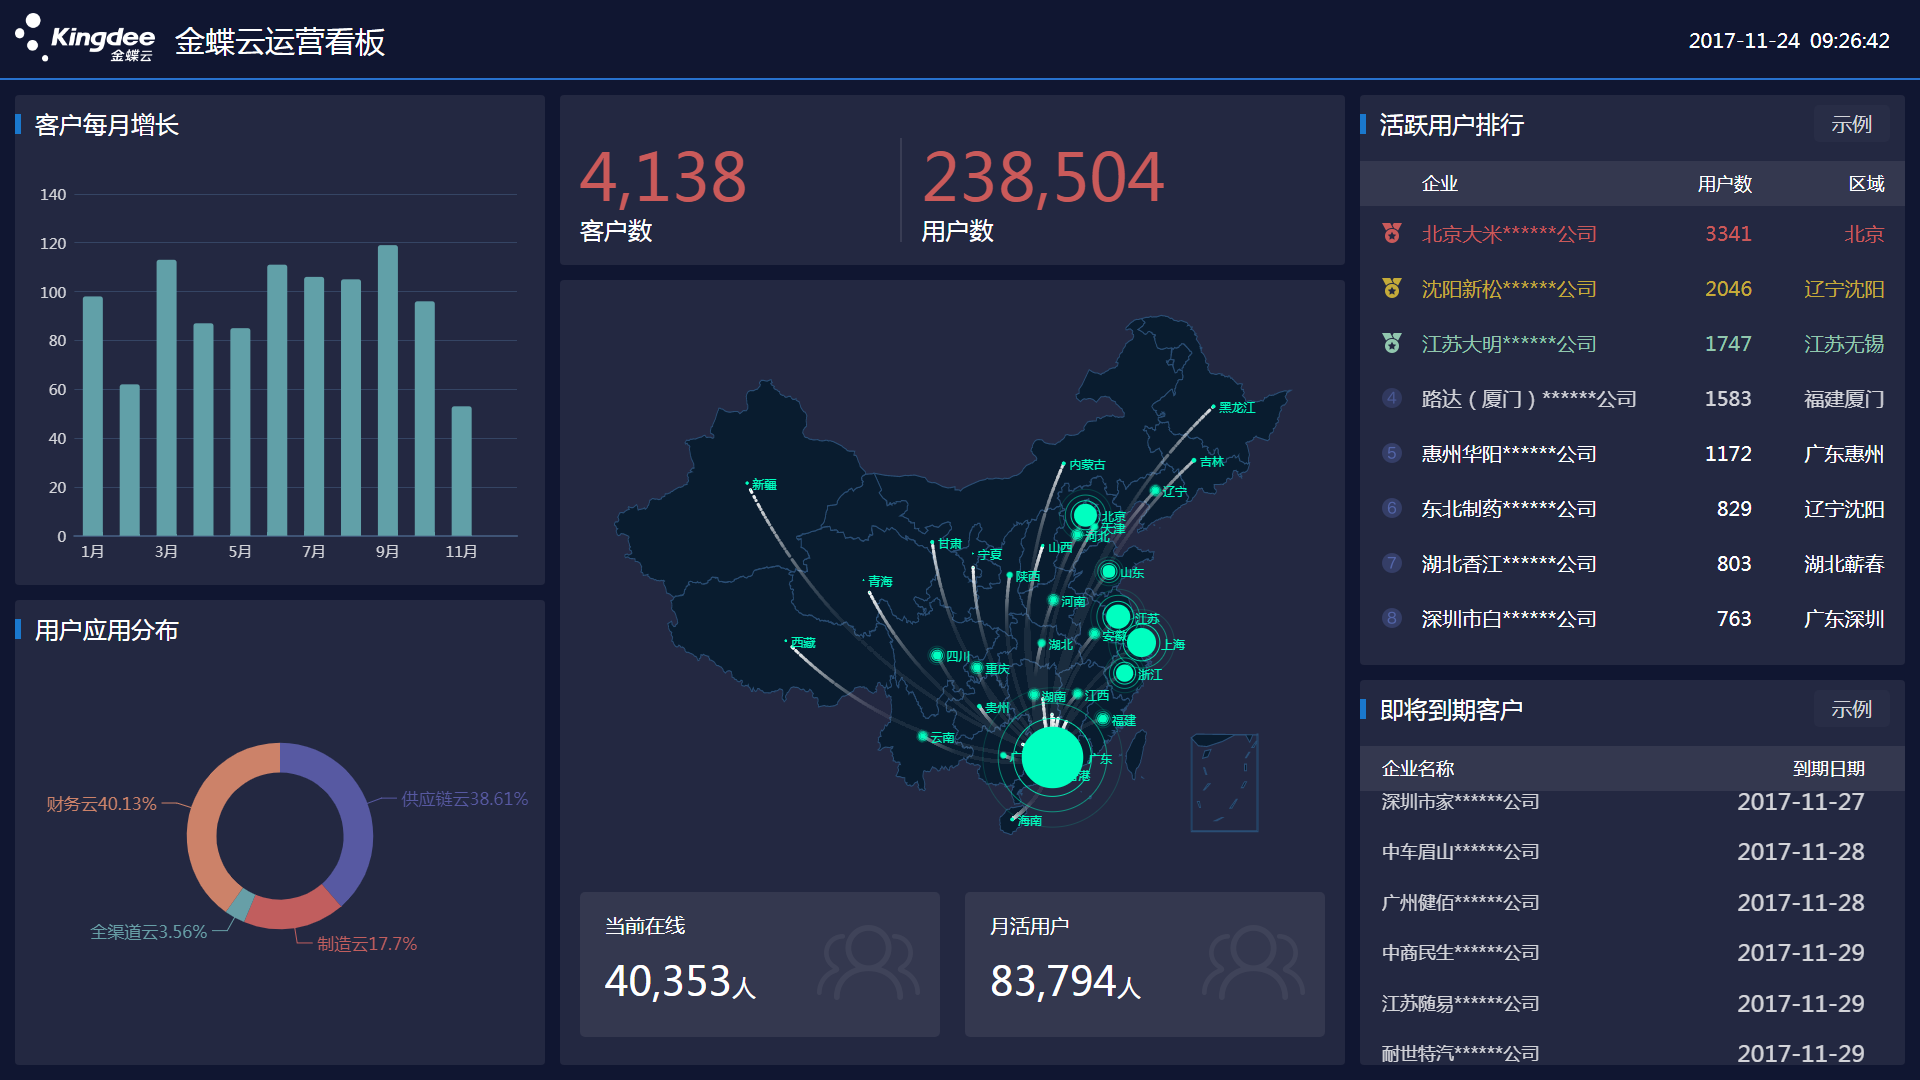 Kingdee
金蝶云
金蝶云运营看板
2017-11-24 09:26:42
客户每月增长
140
120
100
80
60
40
20
0
1月 3月 5月 7月 9月 11月
用户应用分布
财务云40.13%
供应链云38.61%
全渠道云3.56%
制造云17.7%
4,138
客户数
238,504
用户数
黑龙江
内蒙古
吉林
新疆
辽宁
北京
天津
河北
甘肃
山西
宁夏
山东
陕西
青海
河南
江苏
安徽
西藏
湖北
上海
四川
重庆
浙江
湖南
江西
贵州
福建
云南
广东
港
海南
当前在线
40,353人
月活用户
83,794人
活跃用户排行 示例
企业 用户数 区域
北京大米******公司 3341 北京
沈阳新松******公司 2046 辽宁沈阳
江苏大明******公司 1747 江苏无锡
4 路达（厦门）******公司 1583 福建厦门
5 惠州华阳******公司 1172 广东惠州
6 东北制药******公司 829 辽宁沈阳
7 湖北香江******公司 803 湖北蕲春
8 深圳市白******公司 763 广东深圳
即将到期客户 示例
企业名称 到期日期
深圳市家******公司 2017-11-27
中车眉山******公司 2017-11-28
广州健佰******公司 2017-11-28
中商民生******公司 2017-11-29
江苏随易******公司 2017-11-29
耐世特汽******公司 2017-11-29